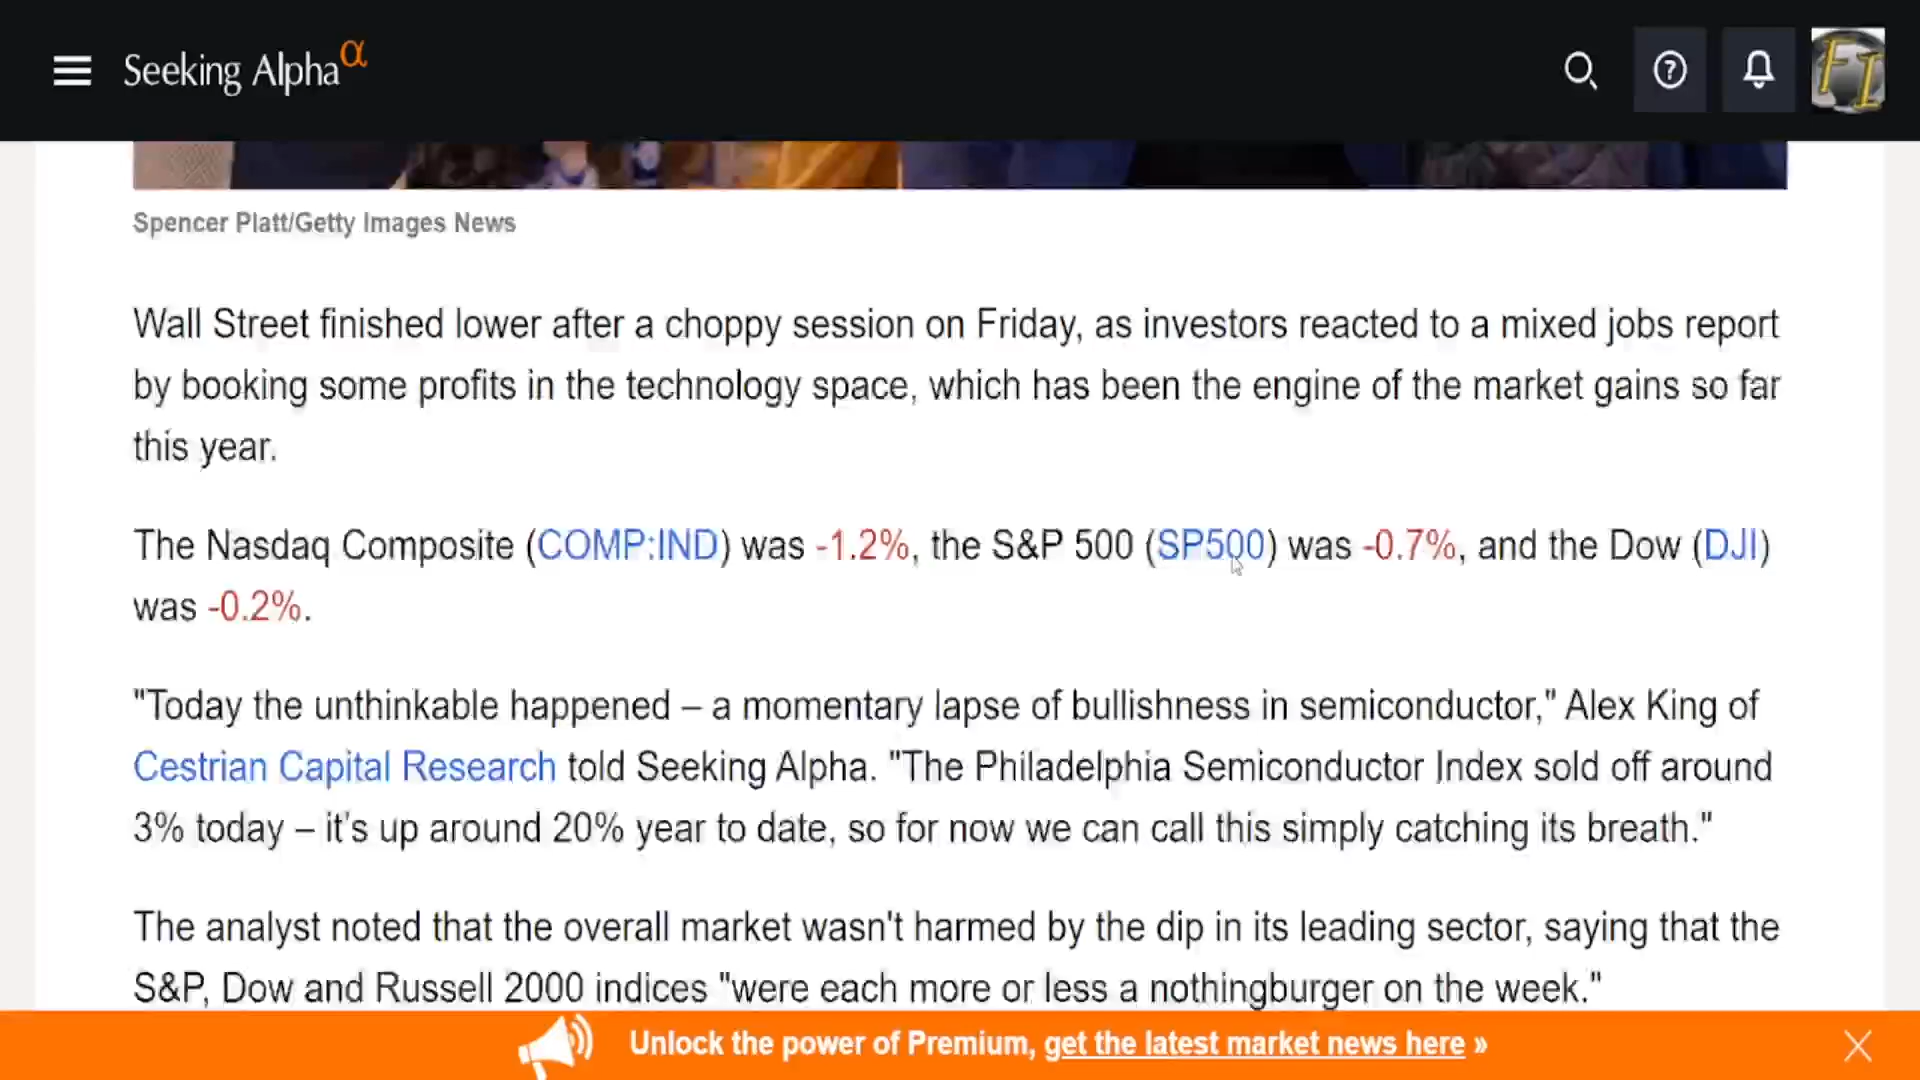 Seeking Alpha α
FI
Spencer Platt/Getty Images News
Wall Street finished lower after a choppy session on Friday, as investors reacted to a mixed jobs report
by booking some profits in the technology space, which has been the engine of the market gains so far
this year.
The Nasdaq Composite (COMP:IND) was -1.2%, the S&P 500 (SP500) was -0.7%, and the Dow (DJI)
was -0.2%.
"Today the unthinkable happened – a momentary lapse of bullishness in semiconductor," Alex King of
Cestrian Capital Research told Seeking Alpha. "The Philadelphia Semiconductor Index sold off around
3% today – it's up around 20% year to date, so for now we can call this simply catching its breath."
The analyst noted that the overall market wasn't harmed by the dip in its leading sector, saying that the
S&P, Dow and Russell 2000 indices "were each more or less a nothingburger on the week."
Unlock the power of Premium, get the latest market news here »